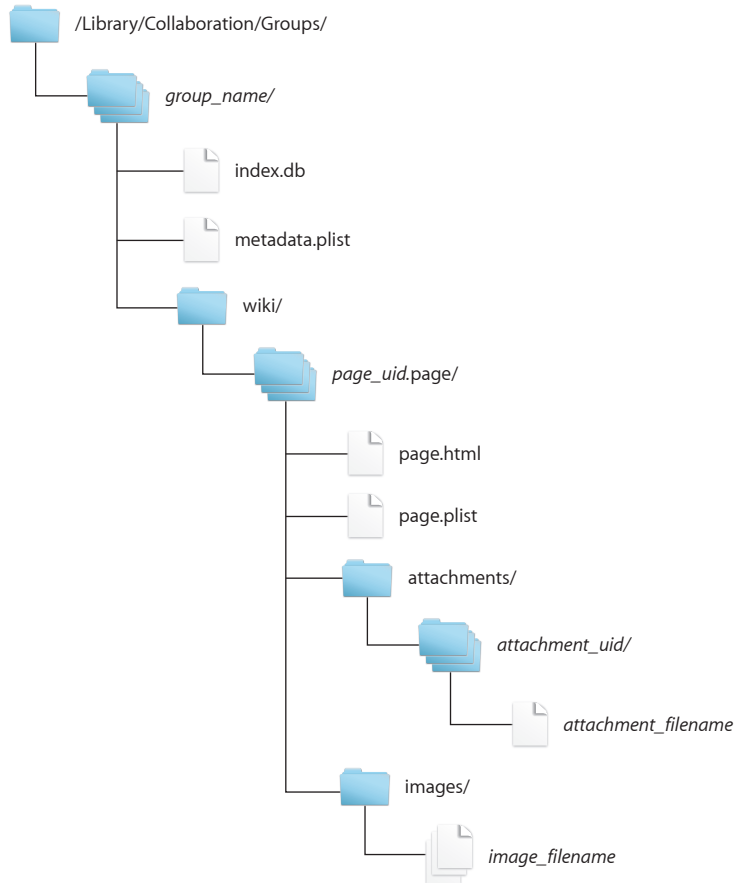 /Library/Collaboration/Groups/
group_name/
index.db
metadata.plist
wiki/
page_uid.page/
page.html
page.plist
attachments/
attachment_uid/
attachment_filename
images/
image_filename